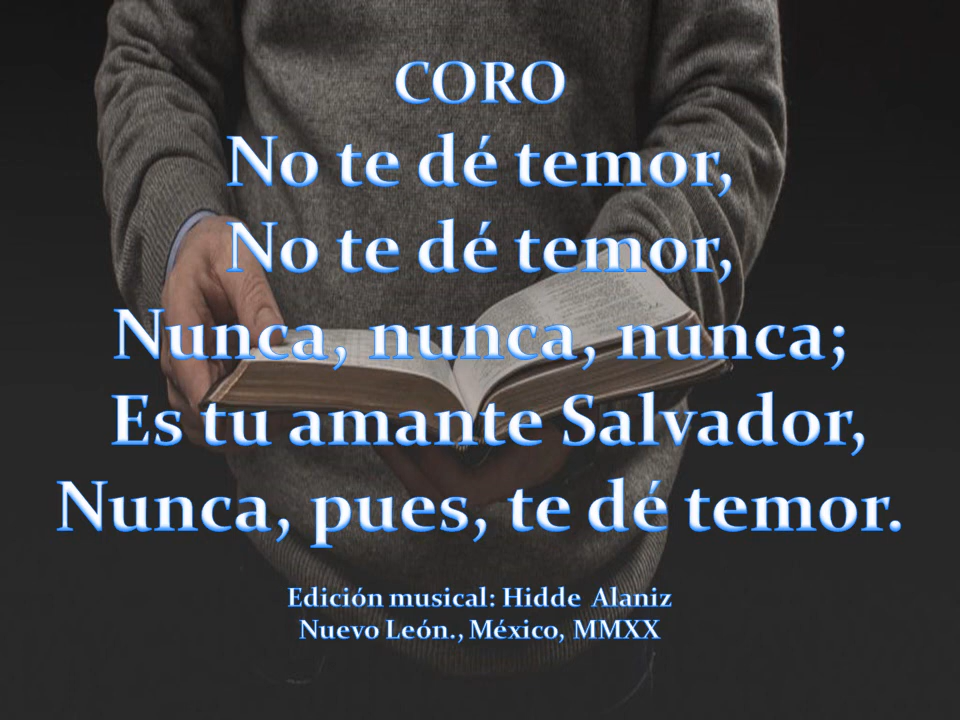 CORO
No te dé temor,
No te dé temor,
Nunca, nunca, nunca;
Es tu amante Salvador,
Nunca, pues, te dé temor.
Edición musical: Hidde Alaniz
Nuevo León., México, MMXX